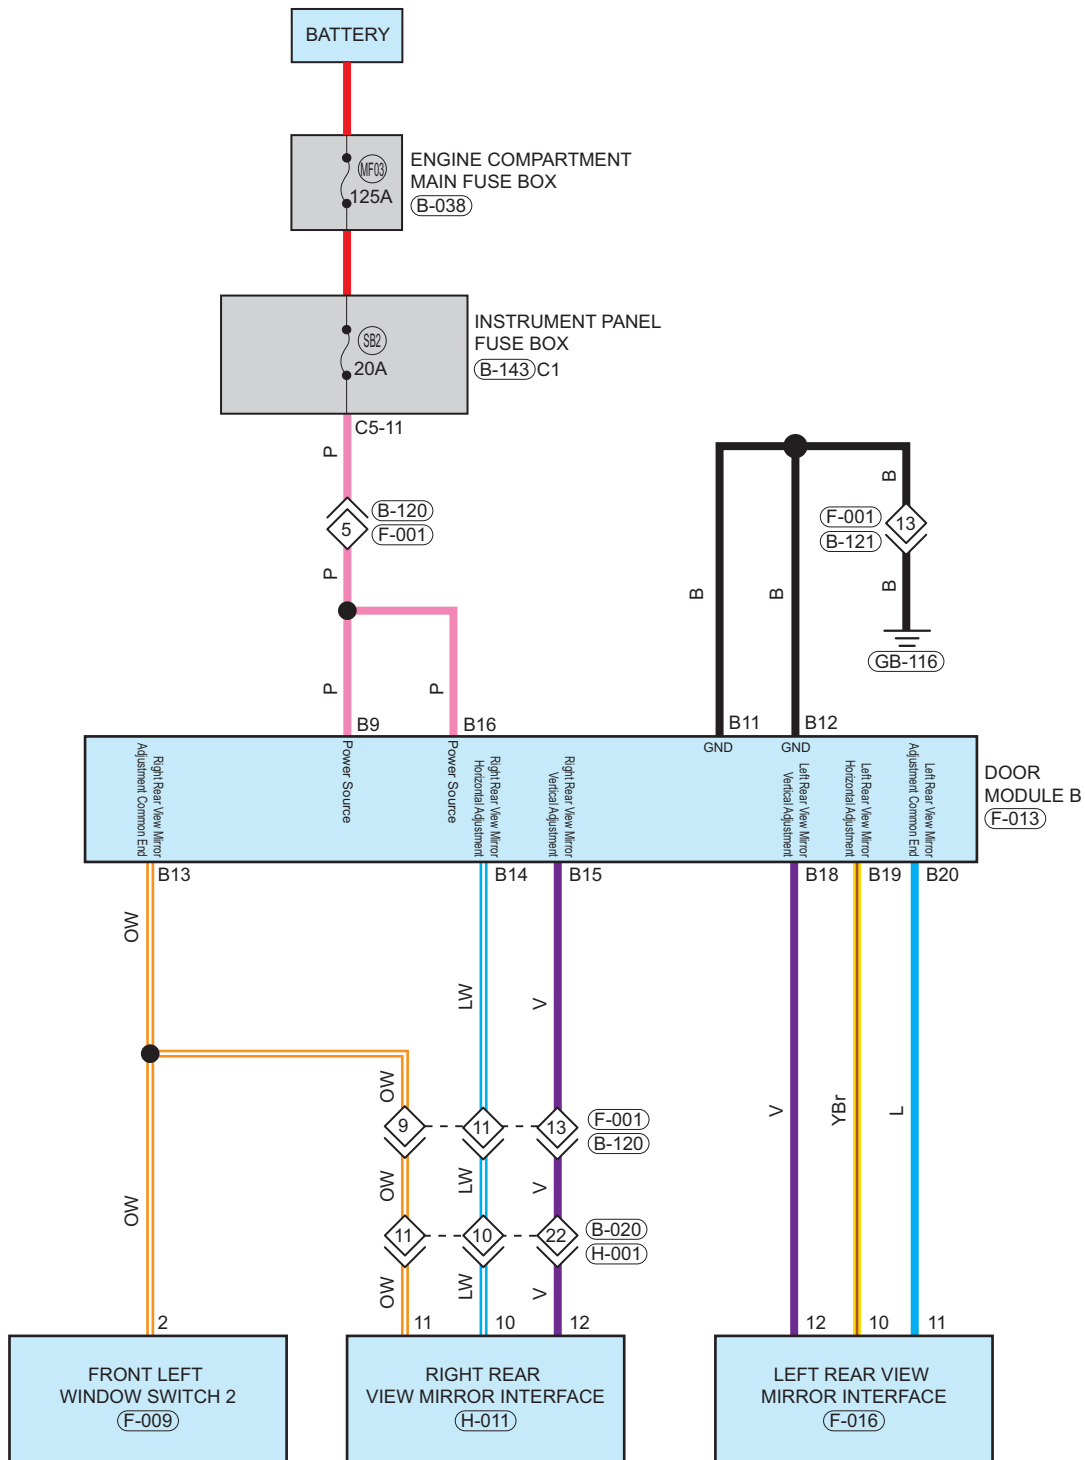 BATTERY
MF03
125A
ENGINE COMPARTMENT
MAIN FUSE BOX
B-038
SB2
20A
INSTRUMENT PANEL
FUSE BOX
B-143 C1
C5-11
P
5
B-120
F-001
P
P
P
B
F-001
13
B-121
B
B
B
GB-116
B9
B16
B11
B12
Right Rear View Mirror
Adjustment Common End
Power Source
Power Source
Right Rear View Mirror
Horizontal Adjustment
Right Rear View Mirror
Vertical Adjustment
GND
GND
Left Rear View Mirror
Vertical Adjustment
Left Rear View Mirror
Horizontal Adjustment
Left Rear View Mirror
Adjustment Common End
DOOR
MODULE B
F-013
B13
B14
B15
B18
B19
B20
OW
LW
V
OW
V
YBr
L
9
11
13
F-001
B-120
OW
OW
LW
V
11
10
22
B-020
H-001
OW
LW
V
2
11
10
12
12
10
11
FRONT LEFT
WINDOW SWITCH 2
F-009
RIGHT REAR
VIEW MIRROR INTERFACE
H-011
LEFT REAR VIEW
MIRROR INTERFACE
F-016